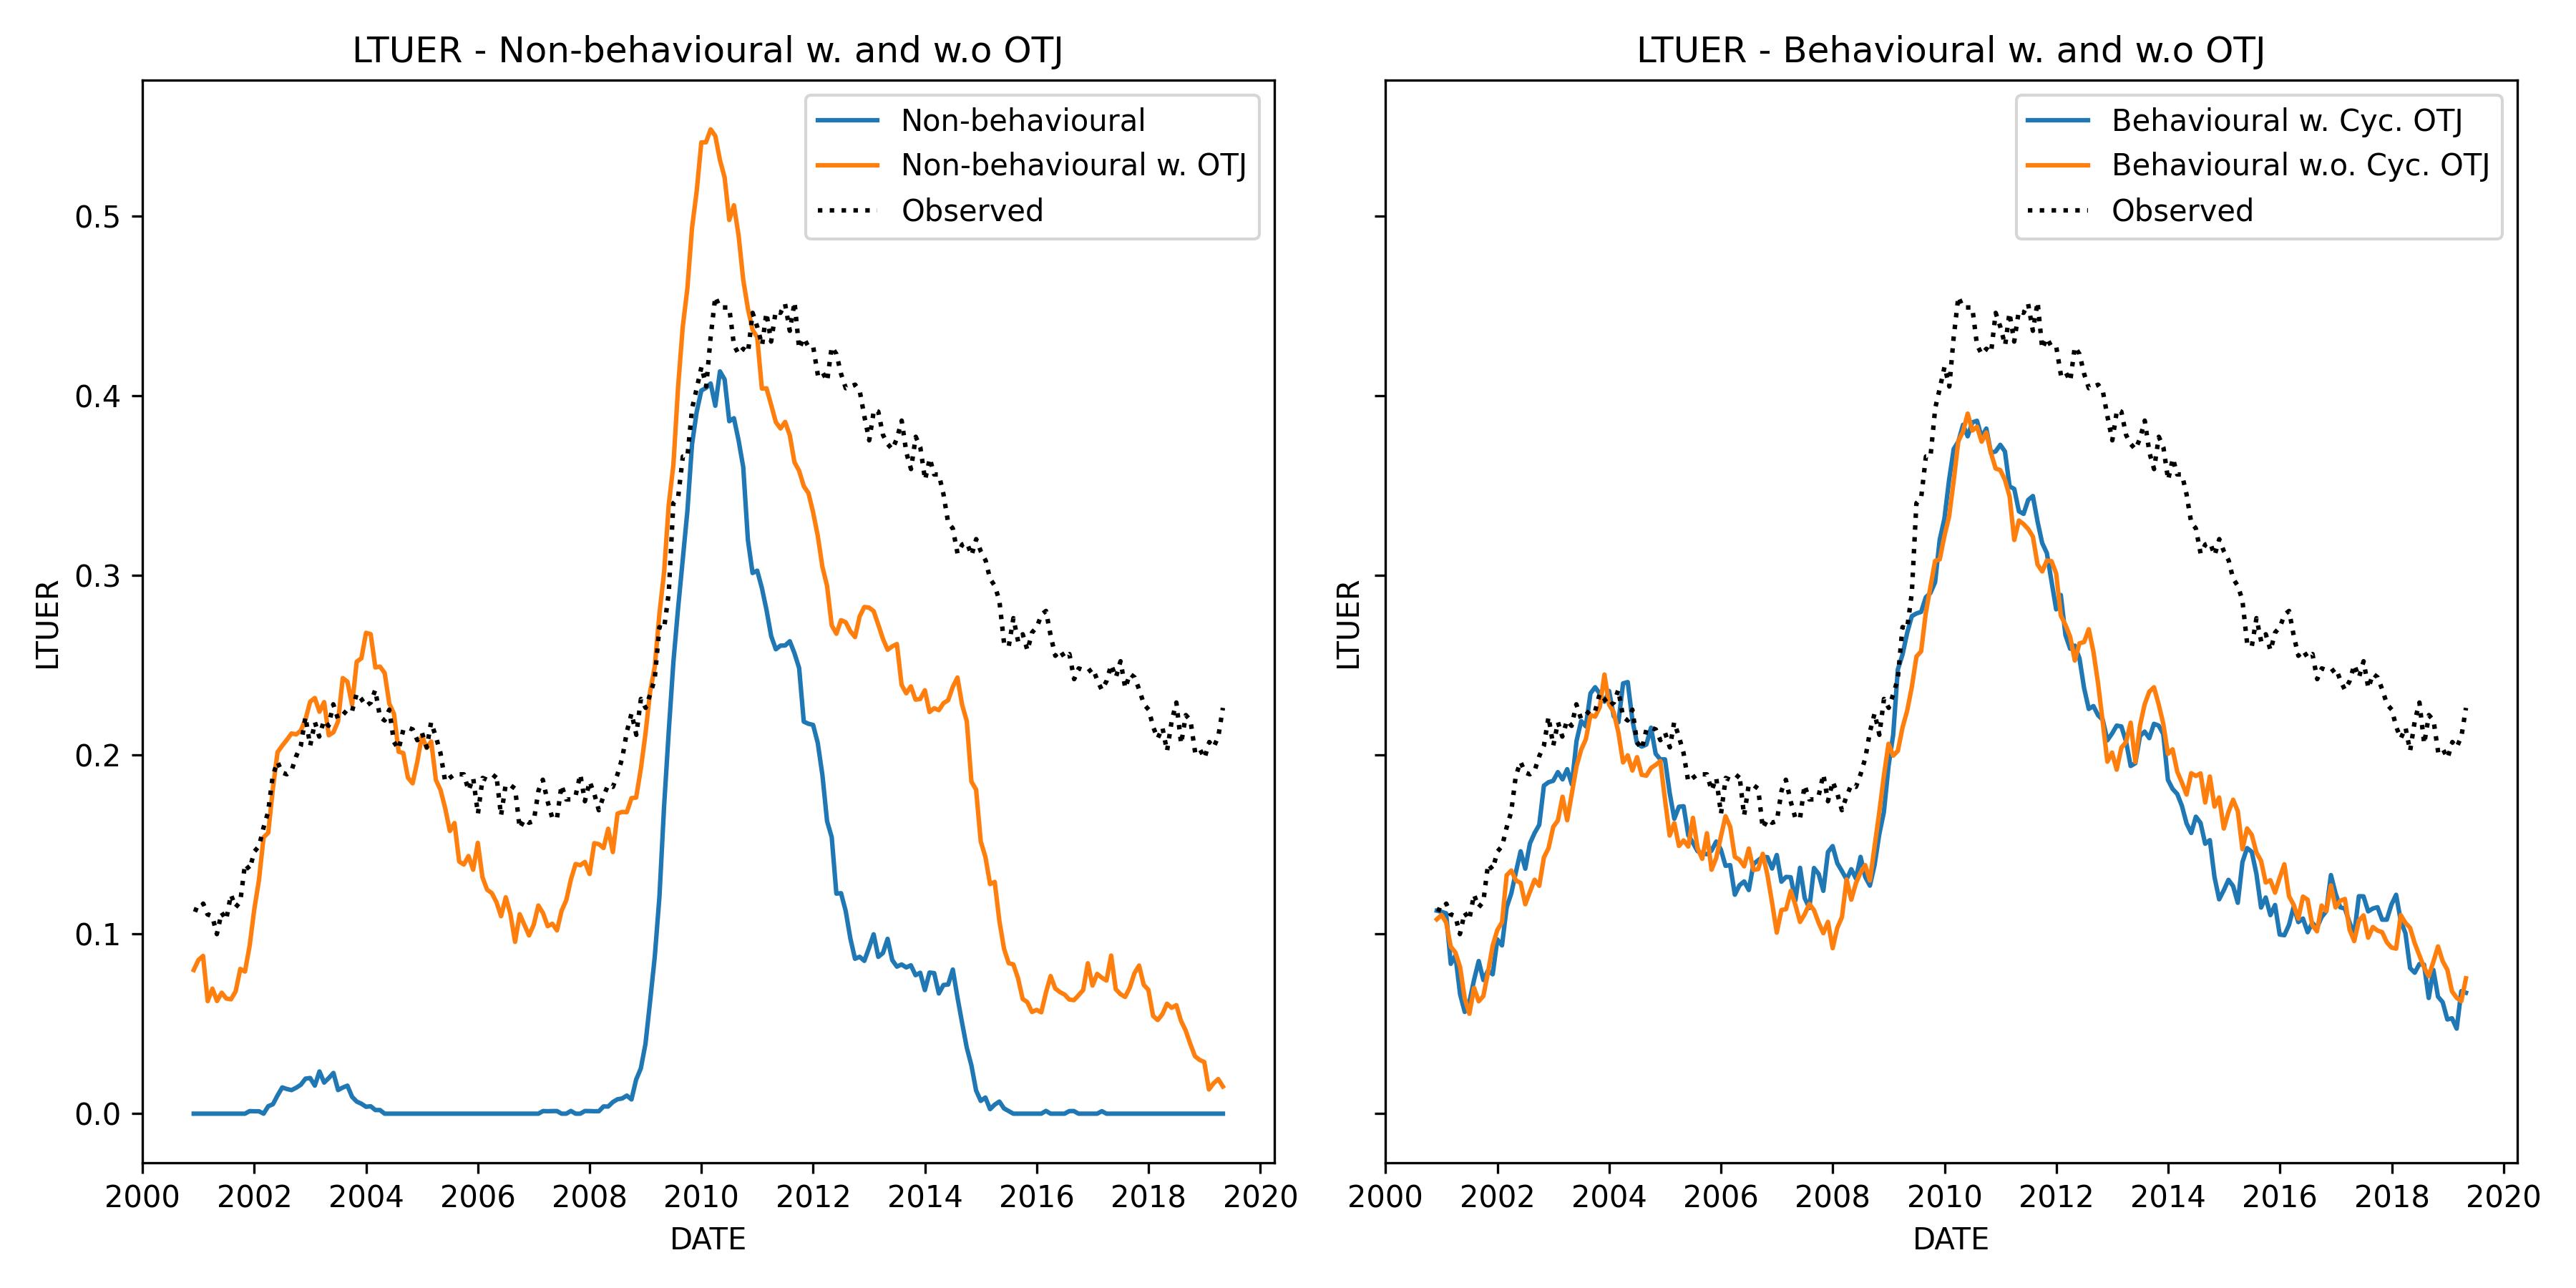 LTUER - Non-behavioural w. and w.o OTJ
Non-behavioural
Non-behavioural w. OTJ
Observed
LTUER
0.5
0.4
0.3
0.2
0.1
0.0
2000 2002 2004 2006 2008 2010 2012 2014 2016 2018 2020
DATE
LTUER - Behavioural w. and w.o OTJ
Behavioural w. Cyc. OTJ
Behavioural w.o. Cyc. OTJ
Observed
LTUER
2000 2002 2004 2006 2008 2010 2012 2014 2016 2018 2020
DATE